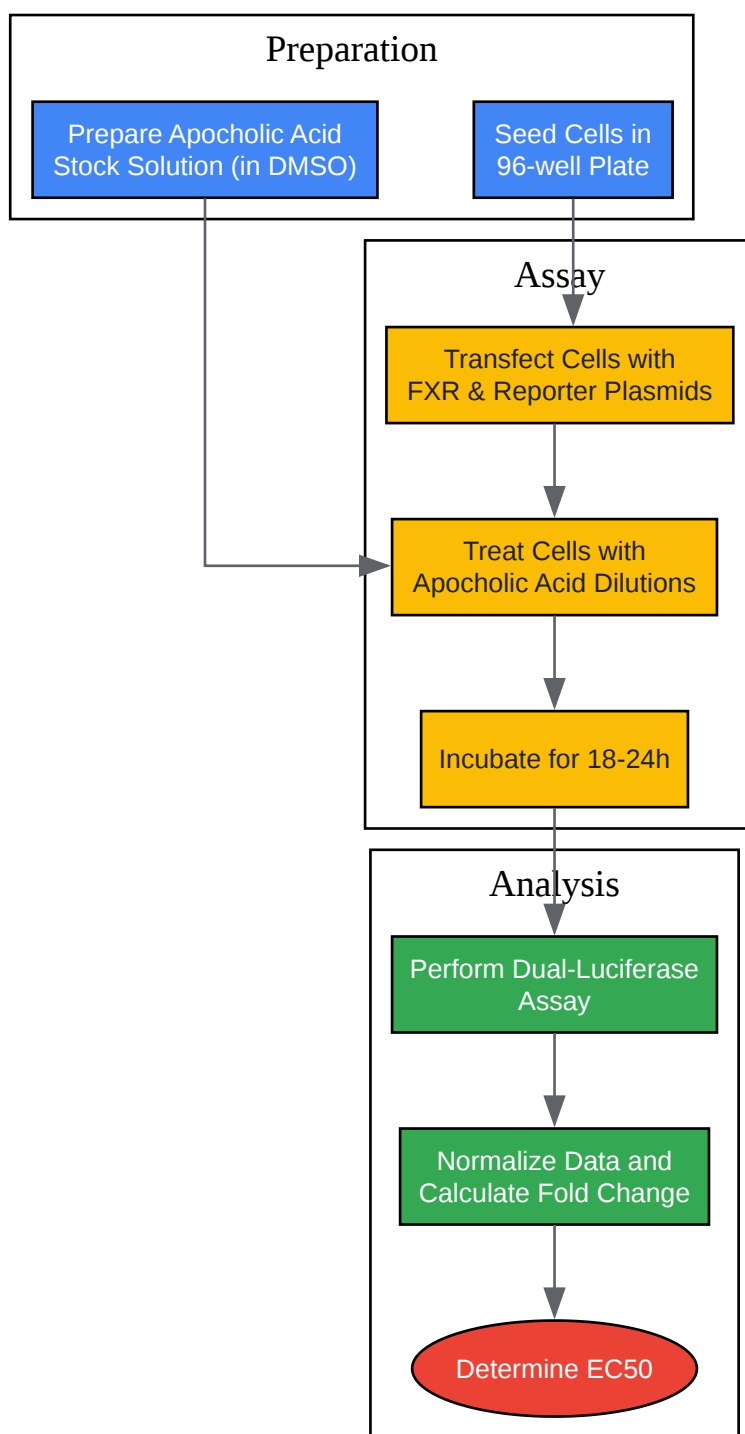 Preparation
Prepare Apocholic Acid
Stock Solution (in DMSO)
Seed Cells in
96-well Plate
Assay
Transfect Cells with
FXR & Reporter Plasmids
Treat Cells with
Apocholic Acid Dilutions
Incubate for 18-24h
Analysis
Perform Dual-Luciferase
Assay
Normalize Data and
Calculate Fold Change
Determine EC50